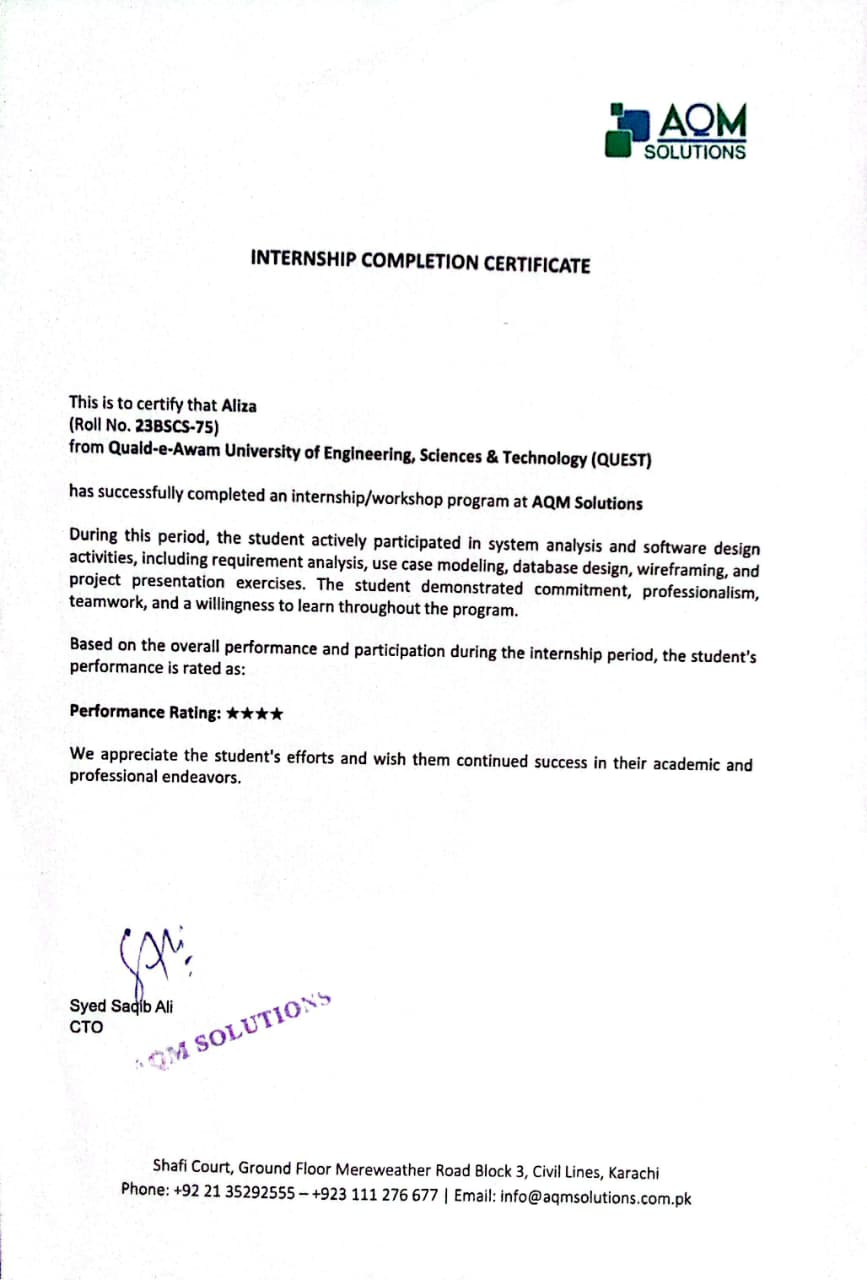 AQM
SOLUTIONS
INTERNSHIP COMPLETION CERTIFICATE
This is to certify that Aliza
(Roll No. 23BSCS-75)
from Quaid-e-Awam University of Engineering, Sciences & Technology (QUEST)
has successfully completed an internship/workshop program at AQM Solutions
During this period, the student actively participated in system analysis and software design
activities, including requirement analysis, use case modeling, database design, wireframing, and
project presentation exercises. The student demonstrated commitment, professionalism,
teamwork, and a willingness to learn throughout the program.
Based on the overall performance and participation during the internship period, the student's
performance is rated as:
Performance Rating: ★★★★
We appreciate the student's efforts and wish them continued success in their academic and
professional endeavors.
SAli
Syed Saqib Ali
CTO
AQM SOLUTIONS
Shafi Court, Ground Floor Mereweather Road Block 3, Civil Lines, Karachi
Phone: +92 21 35292555 – +923 111 276 677 | Email: info@aqmsolutions.com.pk